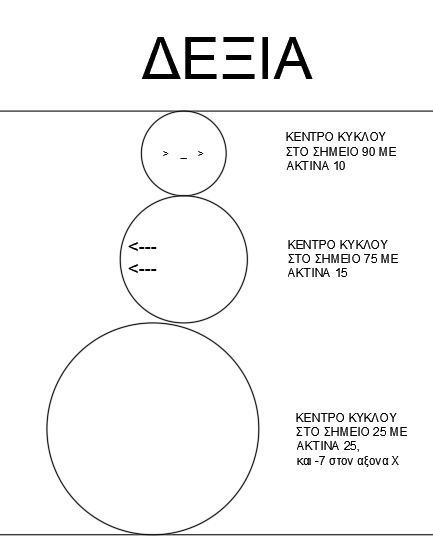 ΔΕΞΙΑ
ΚΕΝΤΡΟ ΚΥΚΛΟΥ
ΣΤΟ ΣΗΜΕΙΟ 90 ΜΕ
ΑΚΤΙΝΑ 10
> _ >
<---
<---
ΚΕΝΤΡΟ ΚΥΚΛΟΥ
ΣΤΟ ΣΗΜΕΙΟ 75 ΜΕ
ΑΚΤΙΝΑ 15
ΚΕΝΤΡΟ ΚΥΚΛΟΥ
ΣΤΟ ΣΗΜΕΙΟ 25 ΜΕ
ΑΚΤΙΝΑ 25,
και -7 στον αξονα Χ